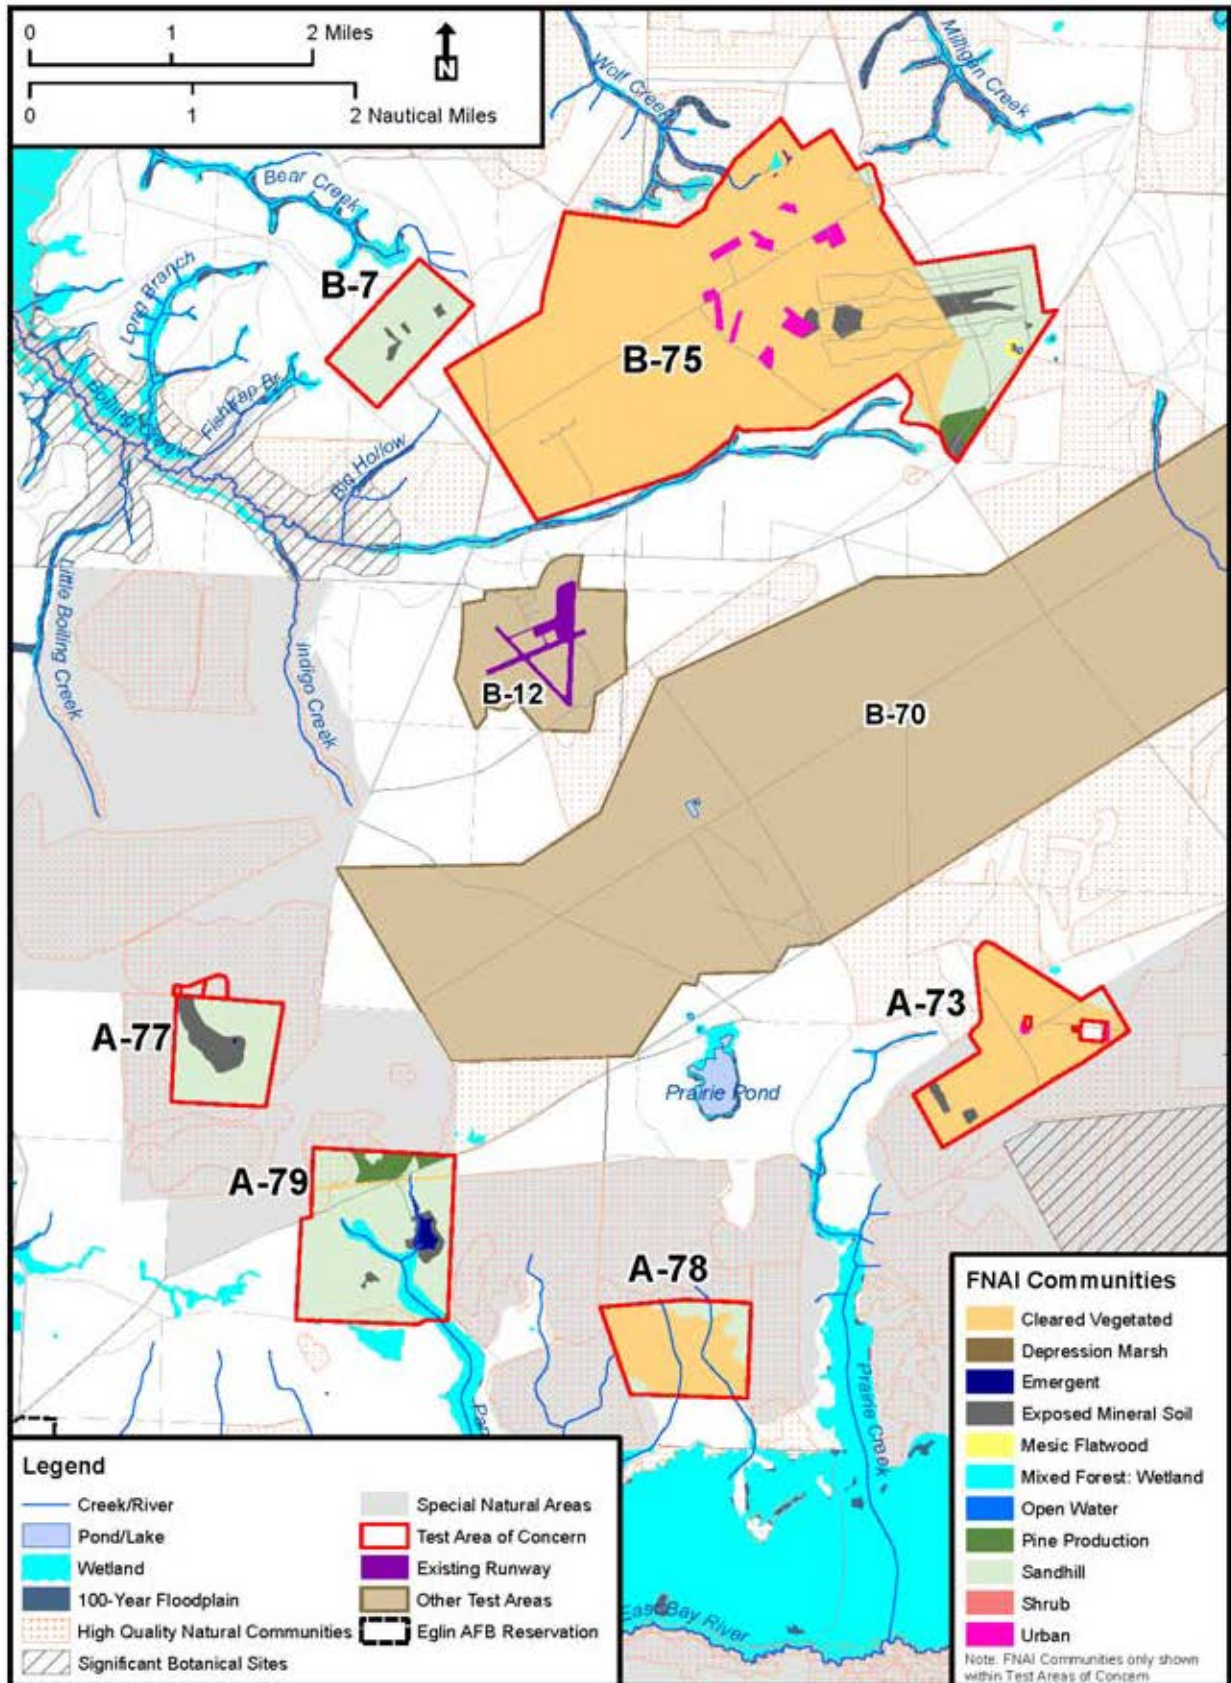 0 1 2 Miles
N
0 1 2 Nautical Miles
Wolf Creek
Milligan Creek
Bear Creek
Long Branch
B-7
B-75
Fishtrap Br.
Big Hollow
Little Boiling Creek
Indigo Creek
B-12
B-70
A-77
A-73
Prairie Pond
A-79
A-78
Prairie Creek
East Bay River
Legend
Creek/River
Pond/Lake
Wetland
100-Year Floodplain
High Quality Natural Communities
Significant Botanical Sites
Special Natural Areas
Test Area of Concern
Existing Runway
Other Test Areas
Eglin AFB Reservation
FNAI Communities
Cleared Vegetated
Depression Marsh
Emergent
Exposed Mineral Soil
Mesic Flatwood
Mixed Forest: Wetland
Open Water
Pine Production
Sandhill
Shrub
Urban
Note. FNAI Communities only shown
within Test Areas of Concern